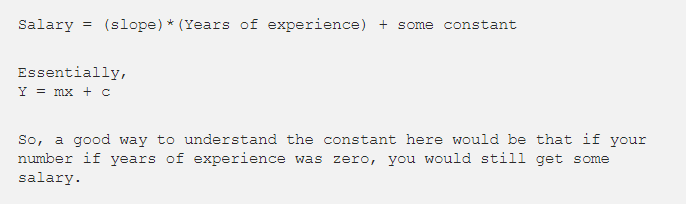 Salary = (slope)*(Years of experience) + some constant
Essentially,
Y = mx + c
So, a good way to understand the constant here would be that if your
number if years of experience was zero, you would still get some
salary.